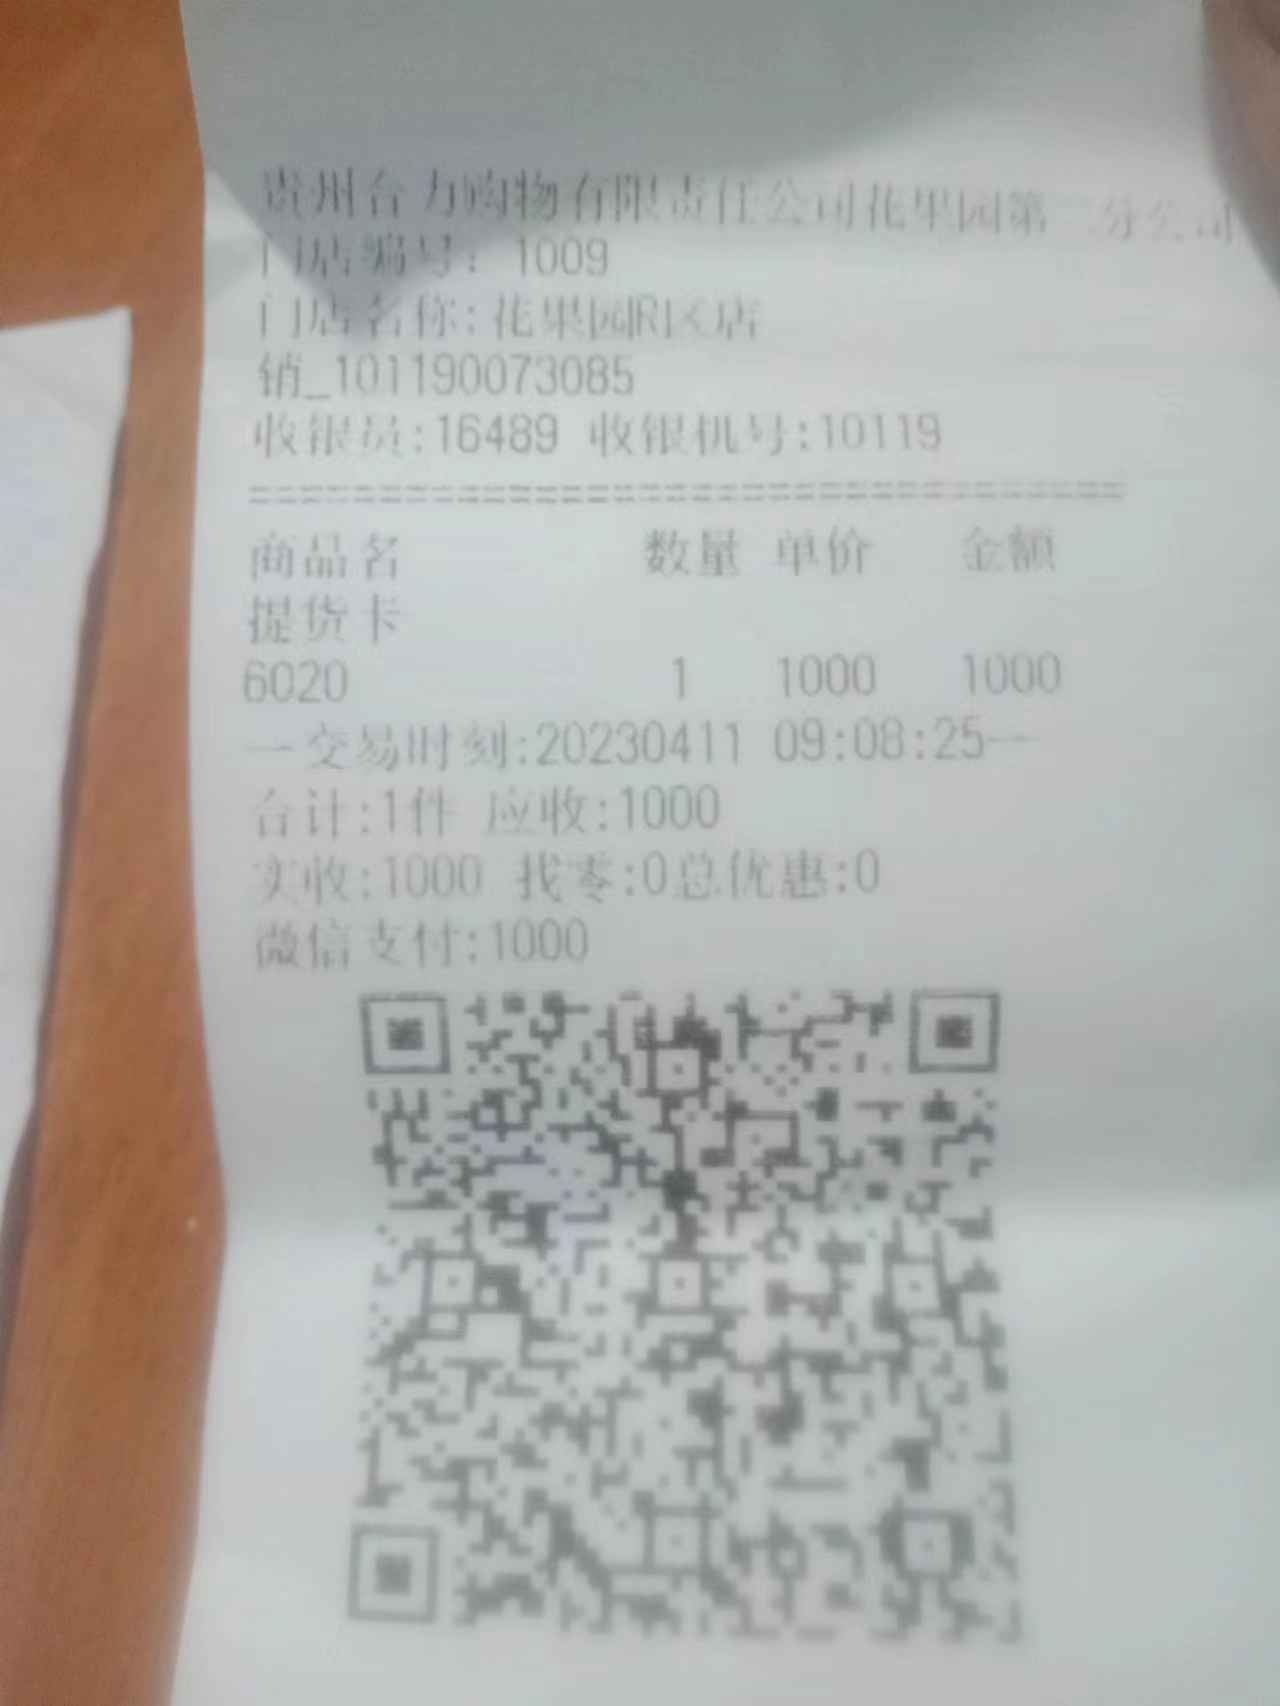 贵州合力购物有限责任公司花果园第二分公司
门店编号: 1009
门店名称:花果园R区店
销_101190073085
收银员:16489 收银机号:10119
商品名 数量 单价 金额
提货卡
6020 1 1000 1000
--交易时刻:20230411 09:08:25--
合计:1件 应收:1000
实收:1000 找零:0总优惠:0
微信支付:1000